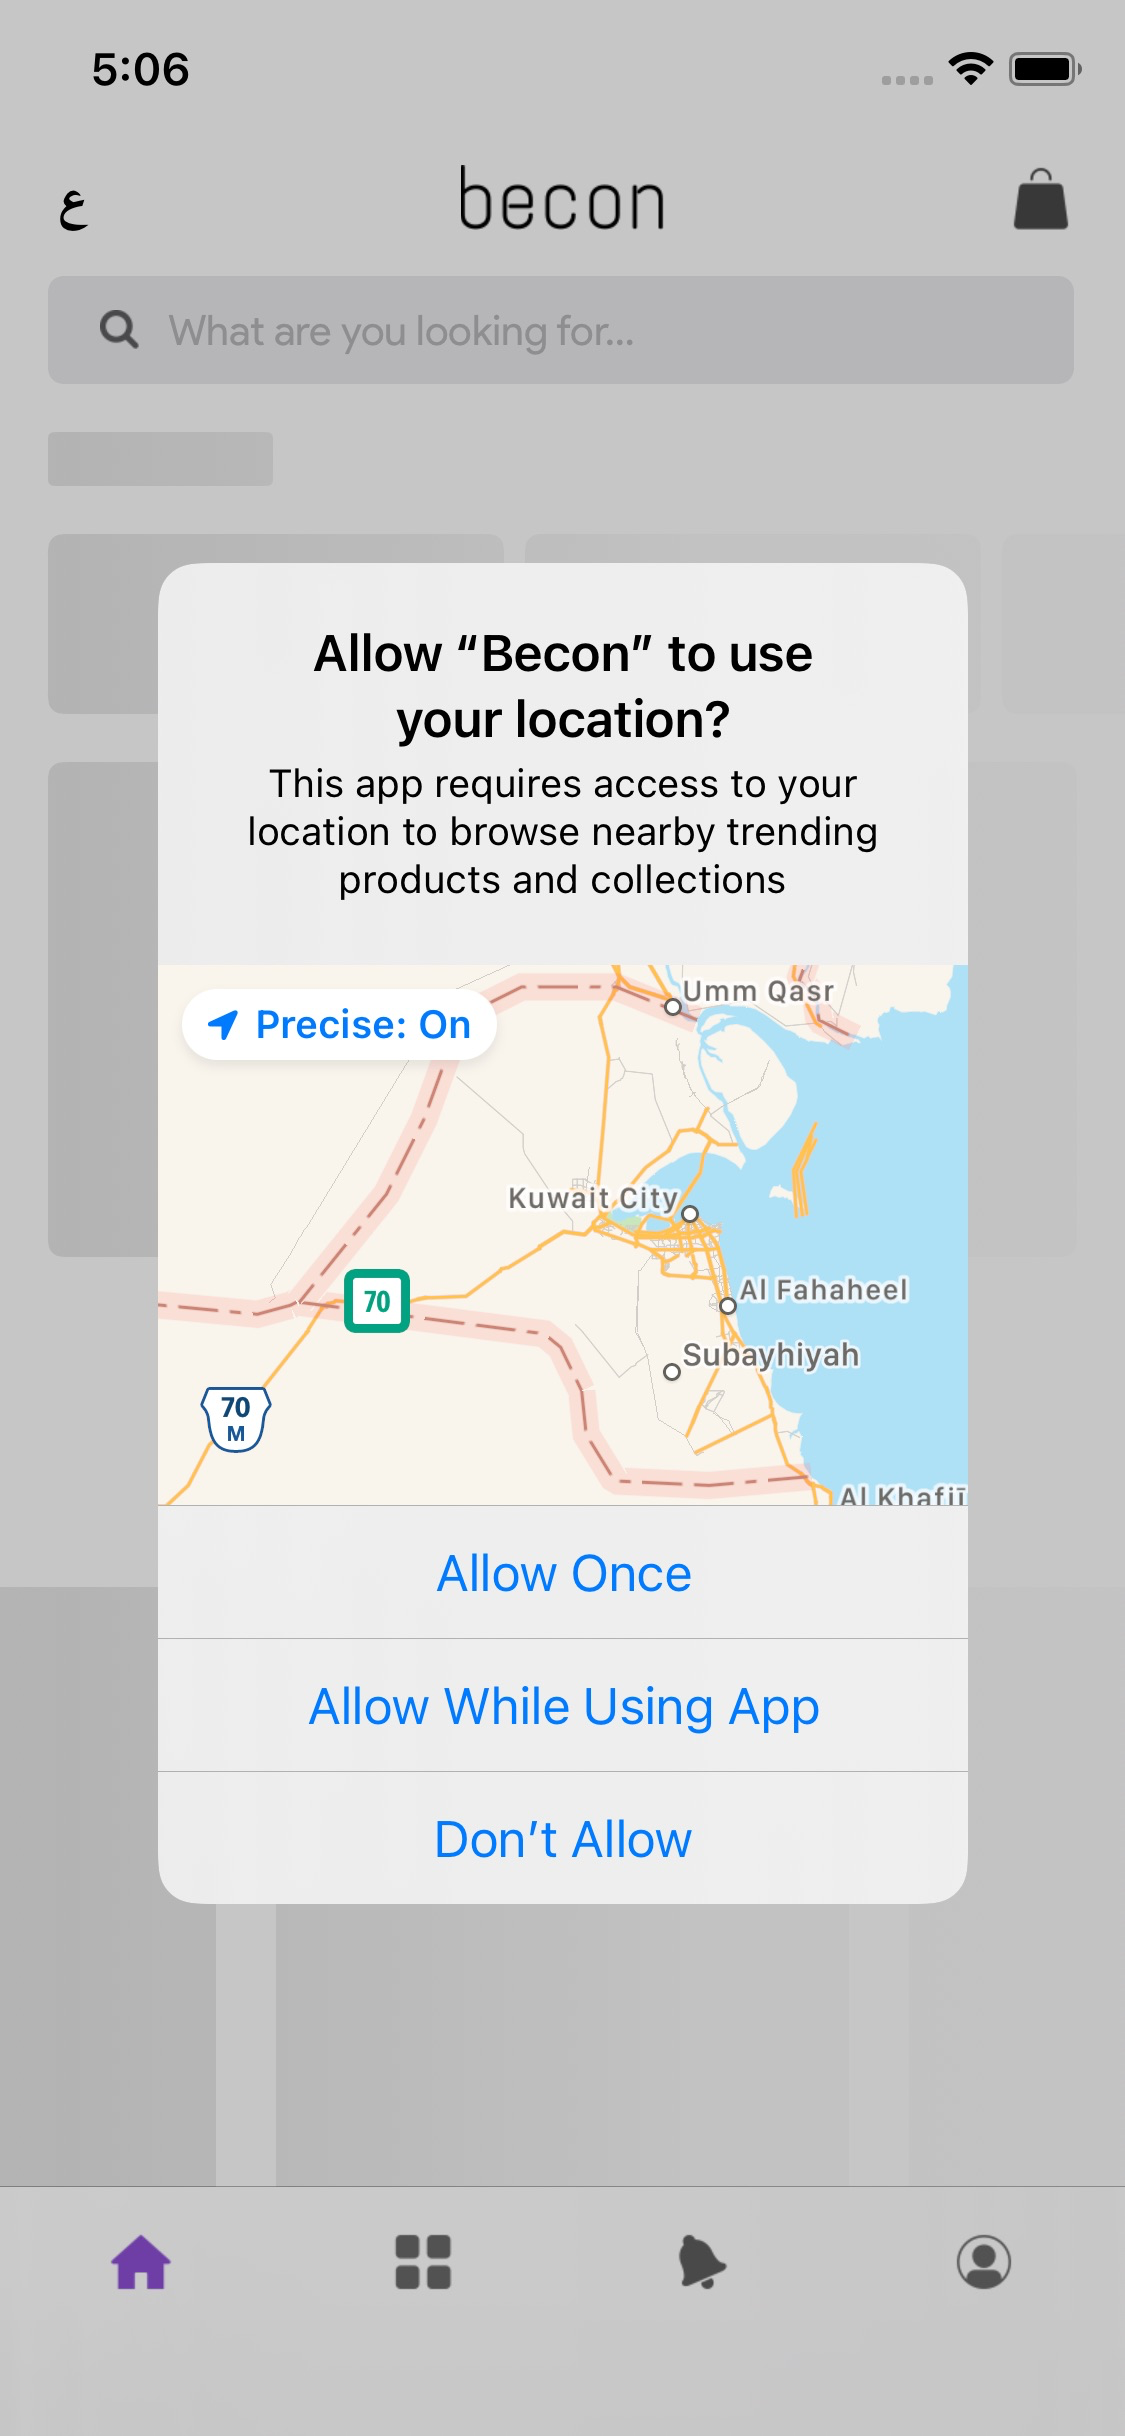 5:06
ع
becon
What are you looking for...
Allow “Becon” to use
your location?
This app requires access to your
location to browse nearby trending
products and collections
Precise: On
Umm Qasr
Kuwait City
70
Al Fahaheel
Subayhiyah
70
M
Al Khafjī
Allow Once
Allow While Using App
Don’t Allow